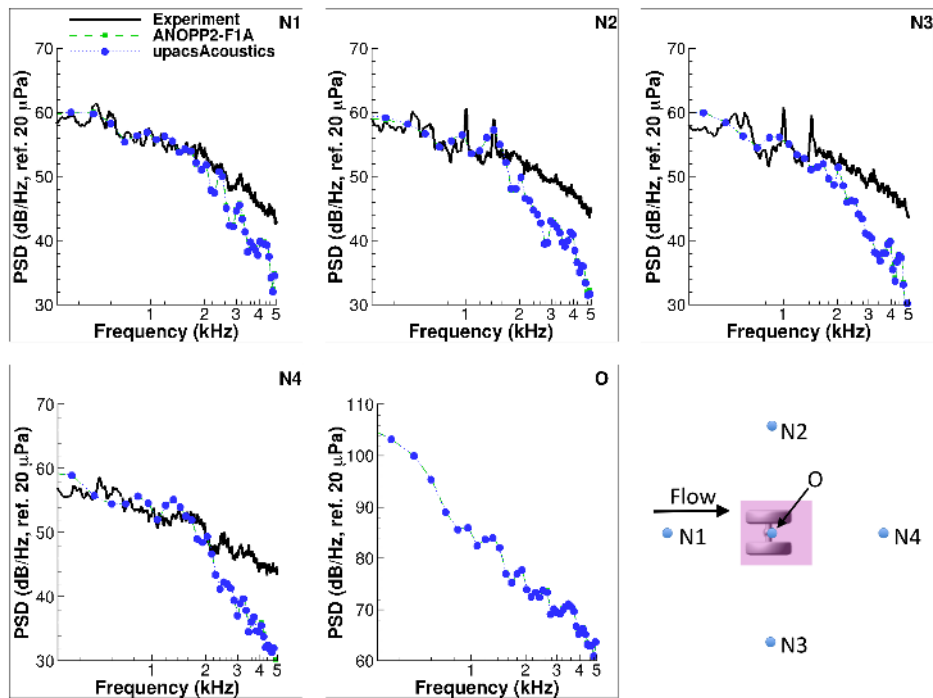 Experiment
ANOPP2-F1A
upacsAcoustics
N1
70
60
50
40
30
PSD (dB/Hz, ref. 20 µPa)
1 2 3 4 5
Frequency (kHz)
N2
70
60
50
40
30
PSD (dB/Hz, ref. 20 µPa)
1 2 3 4 5
Frequency (kHz)
N3
70
60
50
40
30
PSD (dB/Hz, ref. 20 µPa)
1 2 3 4 5
Frequency (kHz)
N4
70
60
50
40
30
PSD (dB/Hz, ref. 20 µPa)
1 2 3 4 5
Frequency (kHz)
O
110
100
90
80
70
60
PSD (dB/Hz, ref. 20 µPa)
1 2 3 4 5
Frequency (kHz)
N2
O
Flow
N1
N4
N3